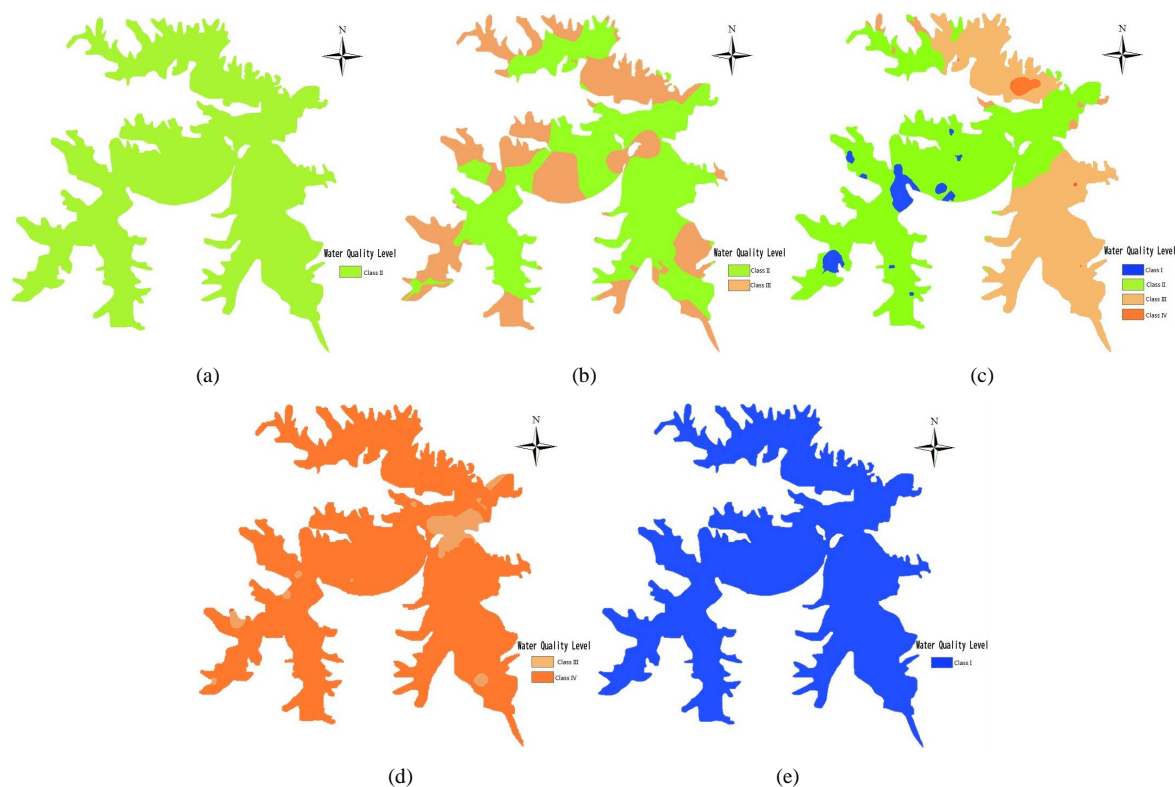 N
Water Quality Level
Class II
(a)
N
Water Quality Level
Class II
Class III
(b)
N
Water Quality Level
Class I
Class II
Class III
Class IV
(c)
N
Water Quality Level
Class III
Class IV
(d)
N
Water Quality Level
Class I
(e)